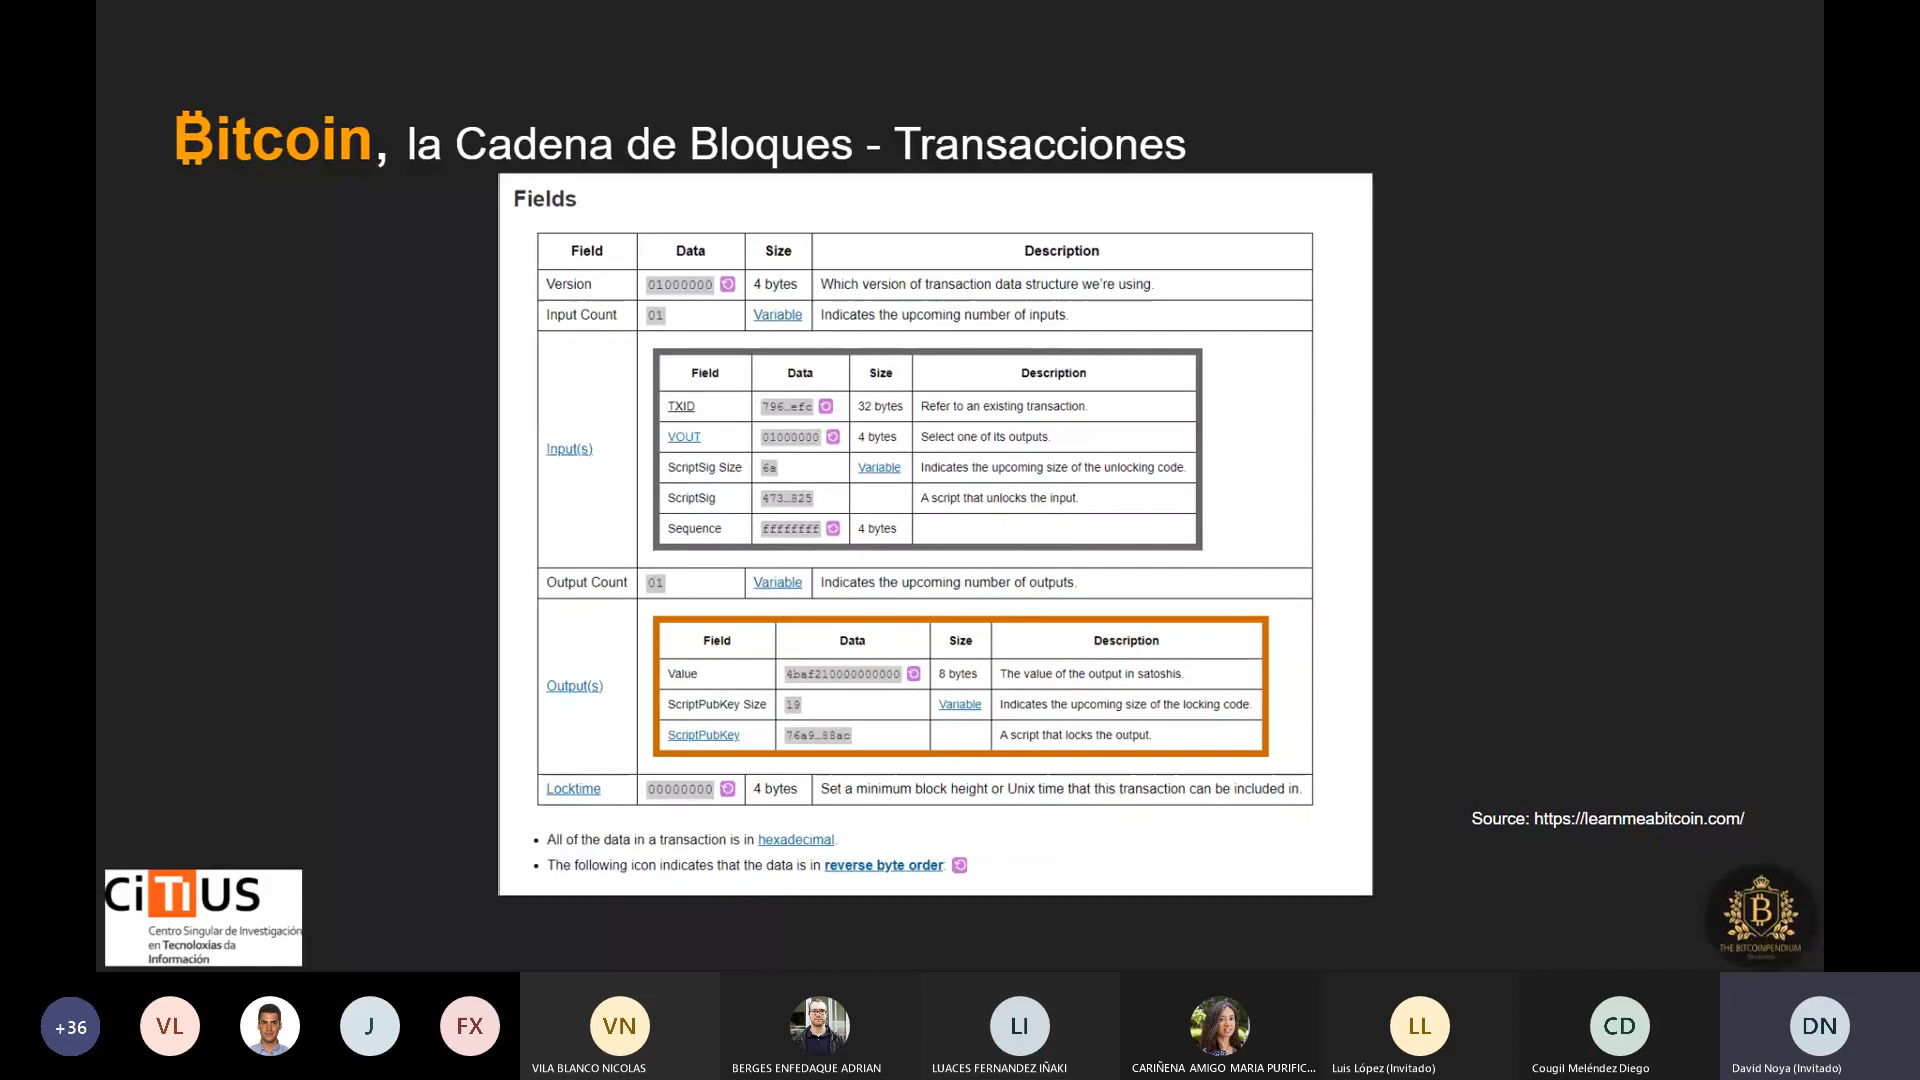 Bitcoin, la Cadena de Bloques - Transacciones
Fields
Field Data Size Description
Version 01000000 4 bytes Which version of transaction data structure we're using.
Input Count 01 Variable Indicates the upcoming number of inputs.
Input(s)
Field Data Size Description
TXID 796…efc 32 bytes Refer to an existing transaction.
VOUT 01000000 4 bytes Select one of its outputs.
ScriptSig Size 6a Variable Indicates the upcoming size of the unlocking code.
ScriptSig 473…825 A script that unlocks the input.
Sequence ffffffff 4 bytes
Output Count 01 Variable Indicates the upcoming number of outputs.
Output(s)
Field Data Size Description
Value 4baf210000000000 8 bytes The value of the output in satoshis.
ScriptPubKey Size 19 Variable Indicates the upcoming size of the locking code.
ScriptPubKey 76a9…88ac A script that locks the output.
Locktime 00000000 4 bytes Set a minimum block height or Unix time that this transaction can be included in.
• All of the data in a transaction is in hexadecimal.
• The following icon indicates that the data is in reverse byte order:
Source: https://learnmeabitcoin.com/
CiTIUS
Centro Singular de Investigación
en Tecnoloxías da
Información
B
THE BITCOINPENDIUM
+36
VL
J
FX
VN
LI
LL
CD
DN
VILA BLANCO NICOLAS
BERGES ENFEDAQUE ADRIAN
LUACES FERNANDEZ IÑAKI
CARIÑENA AMIGO MARIA PURIFIC...
Luis López (Invitado)
Cougil Meléndez Diego
David Noya (Invitado)